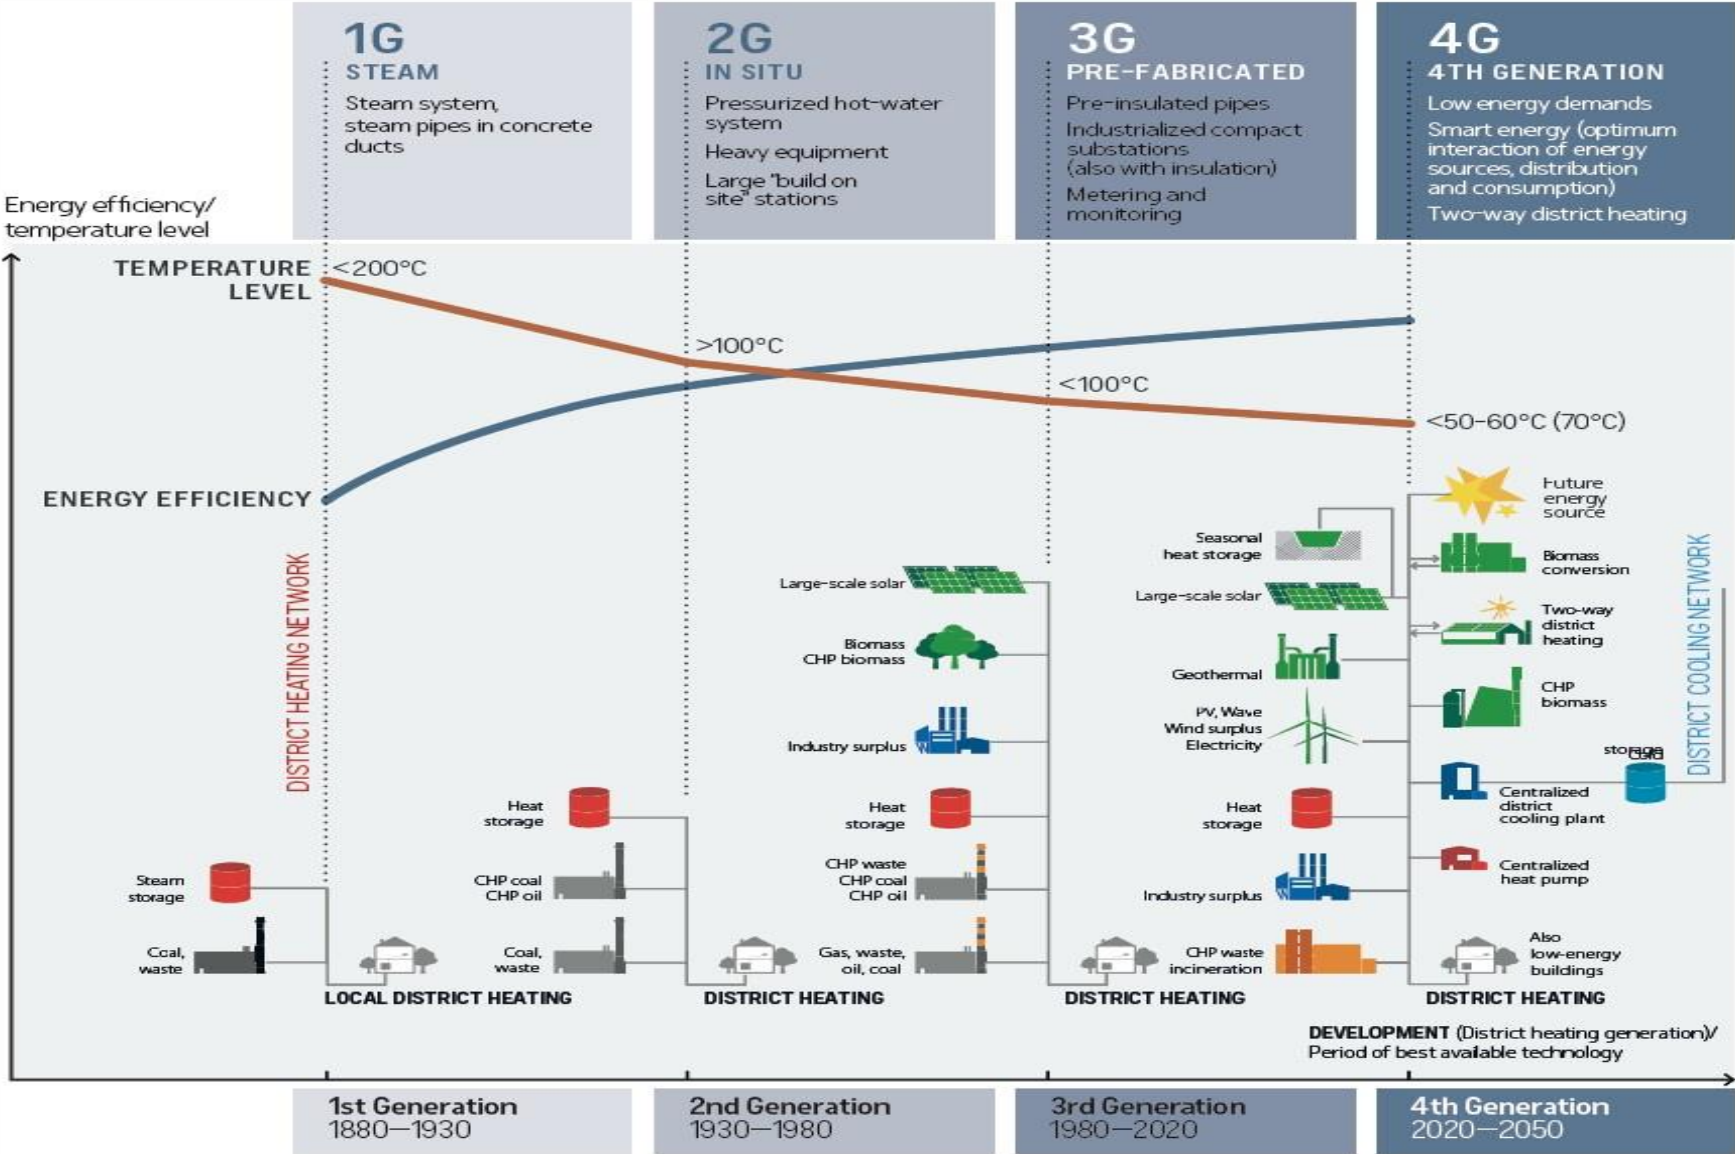 1G
STEAM
Steam system,
steam pipes in concrete
ducts
2G
IN SITU
Pressurized hot-water
system
Heavy equipment
Large "build on
site" stations
3G
PRE-FABRICATED
Pre-insulated pipes
Industrialized compact
substations
(also with insulation)
Metering and
monitoring
4G
4TH GENERATION
Low energy demands
Smart energy (optimum
interaction of energy
sources, distribution
and consumption)
Two-way district heating
Energy efficiency/
temperature level
TEMPERATURE
LEVEL
<200°C
>100°C
<100°C
<50-60°C (70°C)
ENERGY EFFICIENCY
DISTRICT HEATING NETWORK
Steam
storage
Coal,
waste
LOCAL DISTRICT HEATING
Heat
storage
CHP coal
CHP oil
Coal,
waste
DISTRICT HEATING
Large-scale solar
Biomass
CHP biomass
Industry surplus
Heat
storage
CHP waste
CHP coal
CHP oil
Gas, waste,
oil, coal
DISTRICT HEATING
Seasonal
heat storage
Large-scale solar
Geothermal
PV, Wave
Wind surplus
Electricity
Heat
storage
Industry surplus
CHP waste
incineration
Future
energy
source
Biomass
conversion
Two-way
district
heating
CHP
biomass
storage
Cold
Centralized
district
cooling plant
Centralized
heat pump
Also
low-energy
buildings
DISTRICT HEATING
DISTRICT COOLING NETWORK
DEVELOPMENT (District heating generation)/
Period of best available technology
1st Generation
1880—1930
2nd Generation
1930—1980
3rd Generation
1980—2020
4th Generation
2020—2050